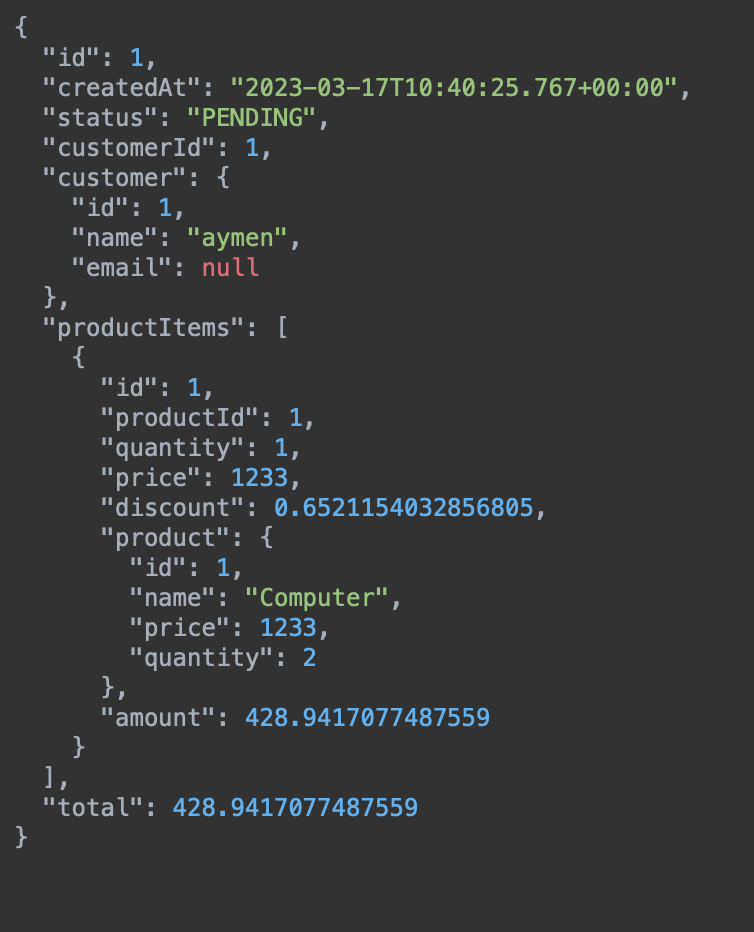 {
  "id": 1,
  "createdAt": "2023-03-17T10:40:25.767+00:00",
  "status": "PENDING",
  "customerId": 1,
  "customer": {
    "id": 1,
    "name": "aymen",
    "email": null
  },
  "productItems": [
    {
      "id": 1,
      "productId": 1,
      "quantity": 1,
      "price": 1233,
      "discount": 0.6521154032856805,
      "product": {
        "id": 1,
        "name": "Computer",
        "price": 1233,
        "quantity": 2
      },
      "amount": 428.9417077487559
    }
  ],
  "total": 428.9417077487559
}